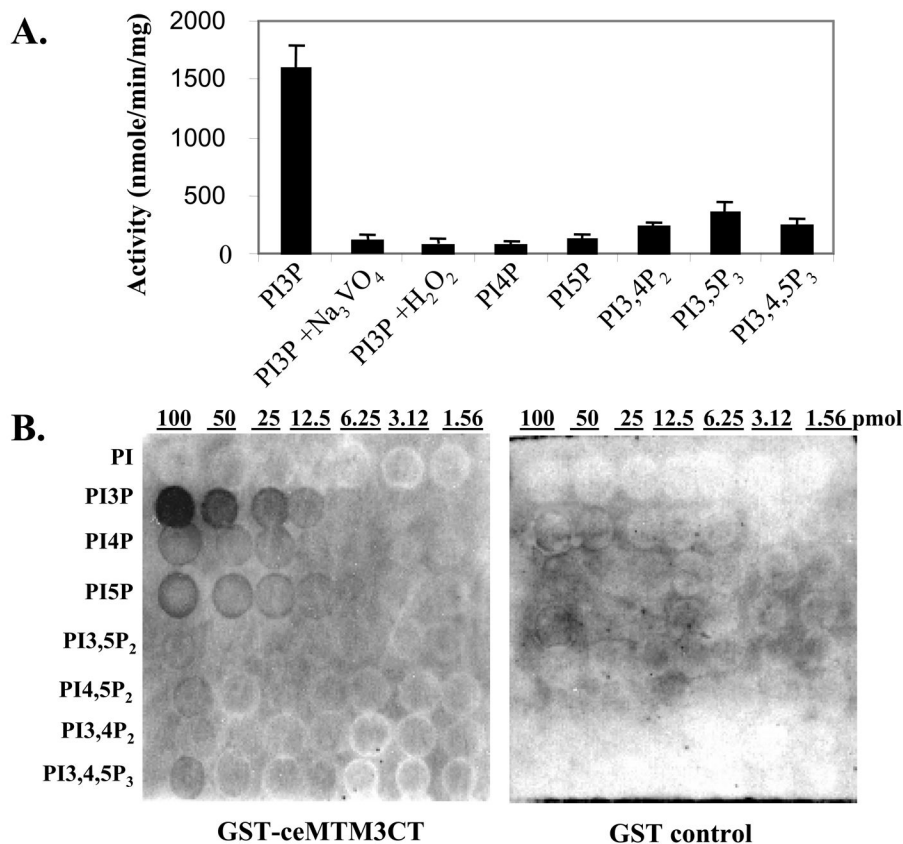 A.
Activity (nmole/min/mg)
2000
1500
1000
500
0
PI3P
PI3P +Na₃ VO₄
PI3P +H₂O₂
PI4P
PI5P
PI3,4P₂
PI3,5P₃
PI3,4,5P₃
B.
100 50 25 12.5 6.25 3.12 1.56
100 50 25 12.5 6.25 3.12 1.56 pmol
PI
PI3P
PI4P
PI5P
PI3,5P₂
PI4,5P₂
PI3,4P₂
PI3,4,5P₃
GST-ceMTM3CT
GST control